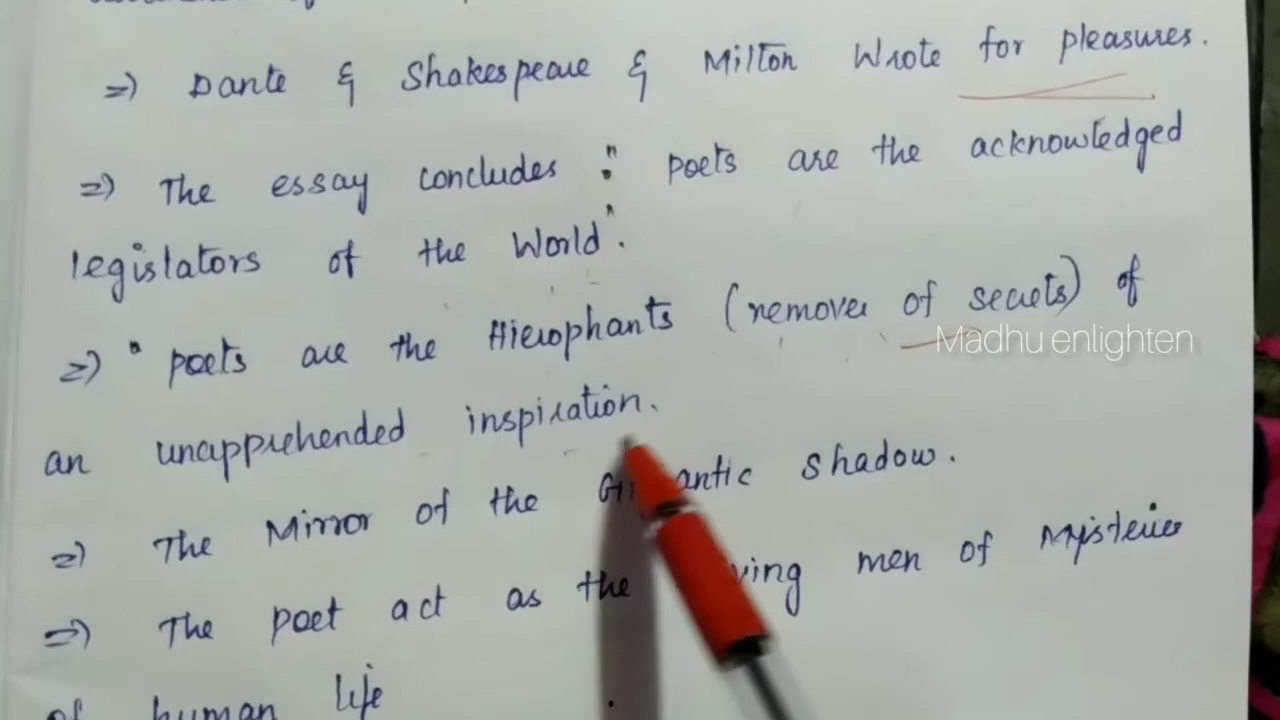 =) Dante & Shakespeare & Milton Wrote for pleasures.
=) The essay concludes : " poets are the acknowledged
legislators of the World".
=) " poets are the Hierophants (remover of secrets) of
an unapprehended inspiration.
=) The Mirror of the antic shadow.
=) The poet act as the men of Mysteries
of human life
Madhu enlighten